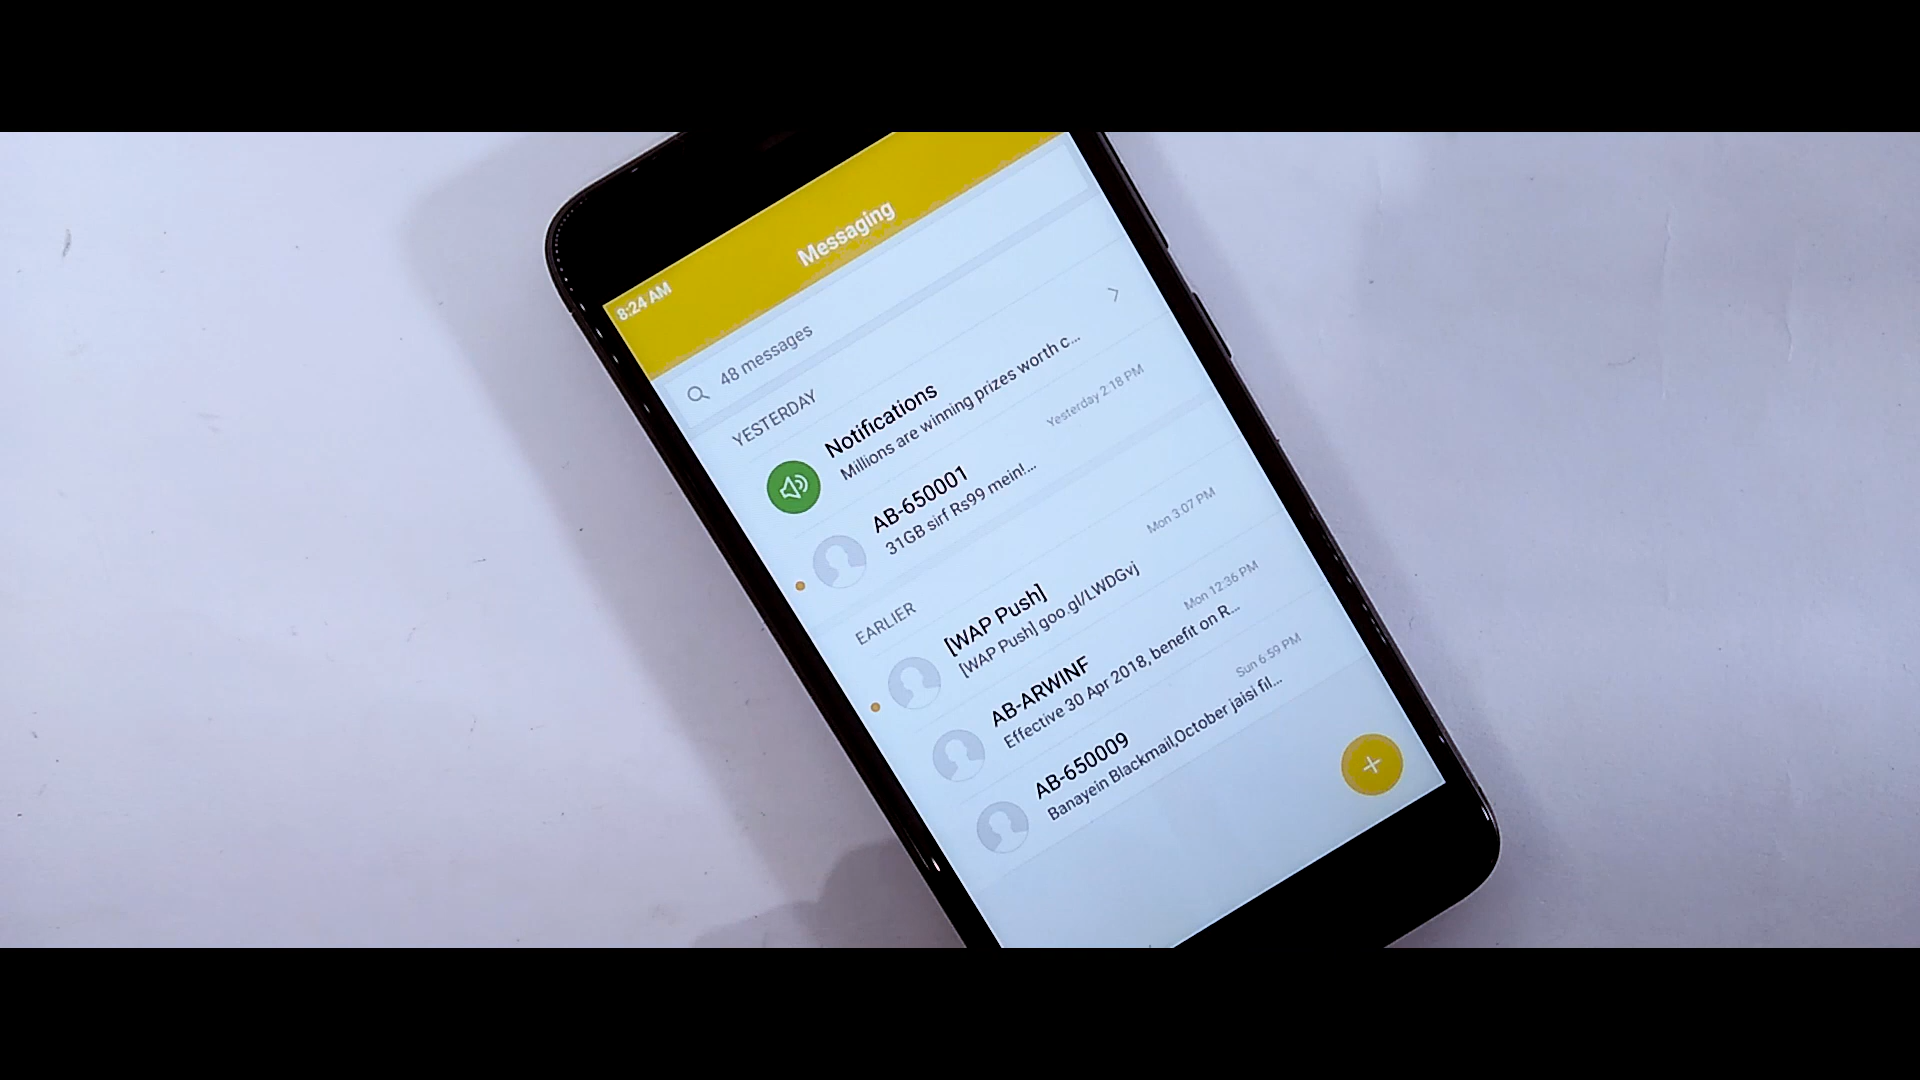 8:24 AM
Messaging
48 messages
YESTERDAY
Notifications
Millions are winning prizes worth c...
AB-650001
Yesterday 2:18 PM
31GB sirf Rs99 mein!...
EARLIER
[WAP Push]
Mon 3:07 PM
[WAP Push] goo.gl/LWDGvj
AB-ARWINF
Mon 12:36 PM
Effective 30 Apr 2018, benefit on R...
AB-650009
Sun 6:59 PM
Banayein Blackmail,October jaisi fil...